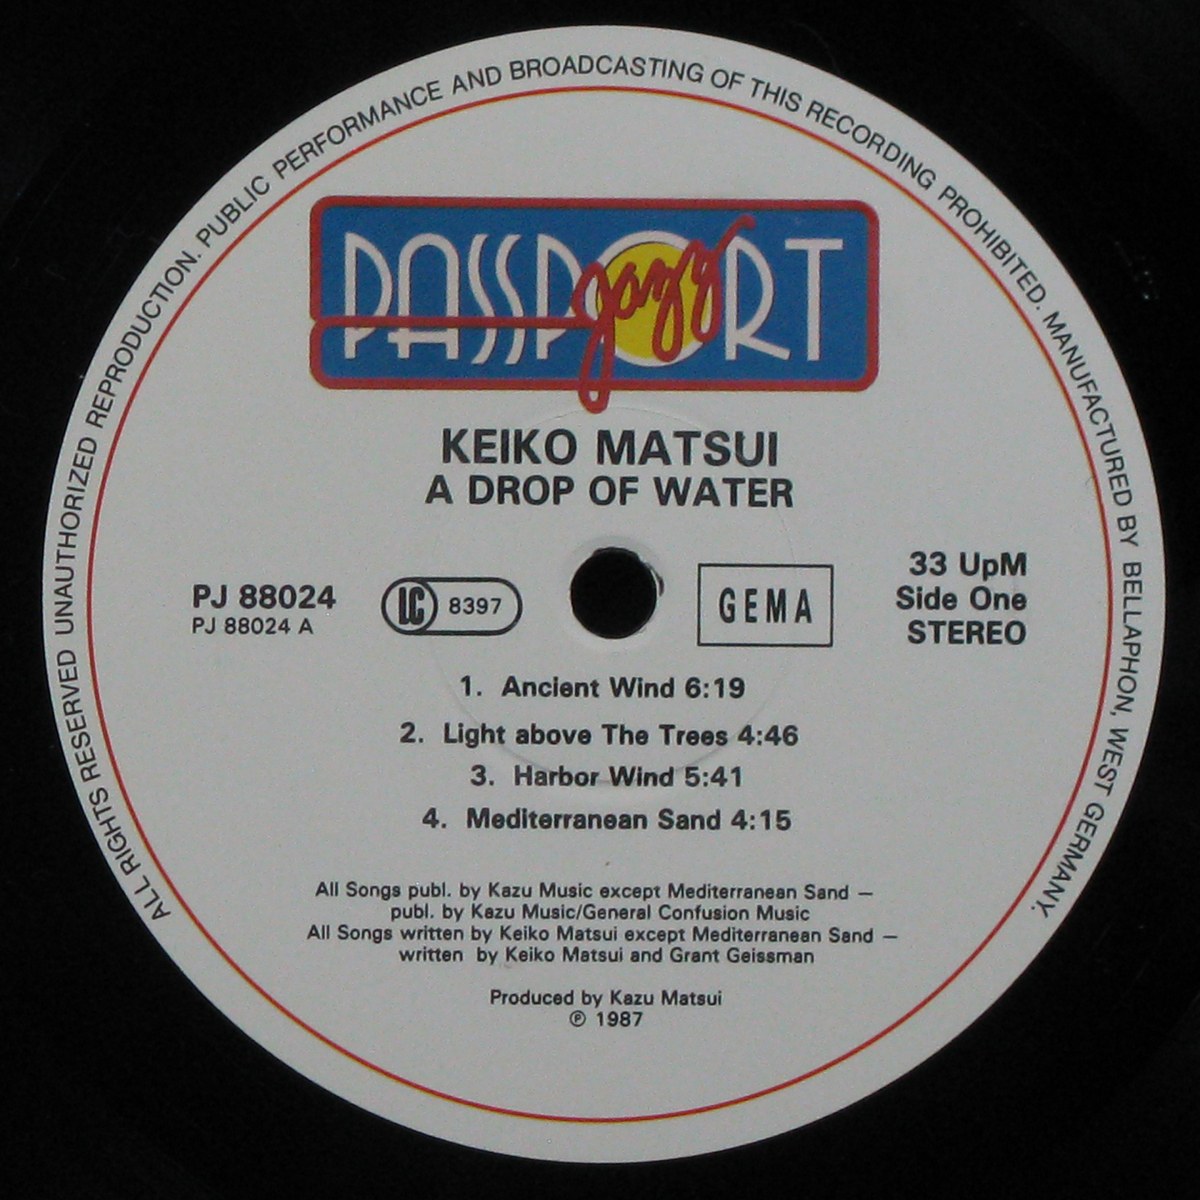 ALL RIGHTS RESERVED UNAUTHORIZED REPRODUCTION. PUBLIC PERFORMANCE AND BROADCASTING OF THIS RECORDING PROHIBITED. MANUFACTURED BY BELLAPHON, WEST GERMANY.
PASSPORT
jazz
KEIKO MATSUI
A DROP OF WATER
PJ 88024
PJ 88024 A
LC 8397
GEMA
33 UpM
Side One
STEREO
1. Ancient Wind 6:19
2. Light above The Trees 4:46
3. Harbor Wind 5:41
4. Mediterranean Sand 4:15
All Songs publ. by Kazu Music except Mediterranean Sand –
publ. by Kazu Music/General Confusion Music
All Songs written by Keiko Matsui except Mediterranean Sand –
written by Keiko Matsui and Grant Geissman
Produced by Kazu Matsui
℗ 1987